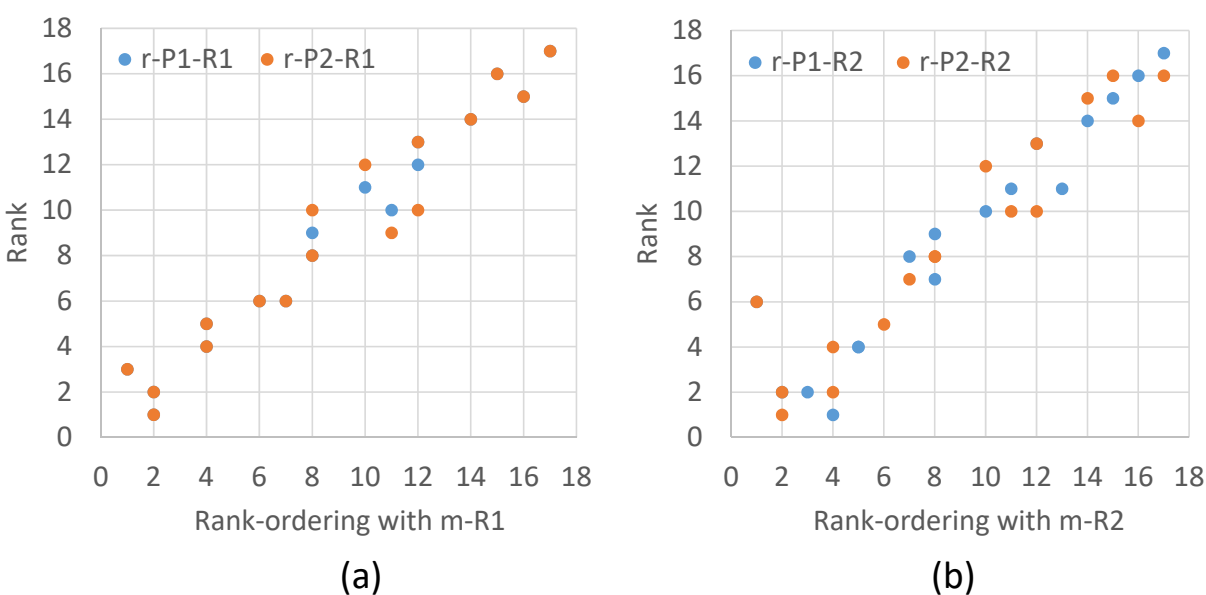 18
16
14
12
10
8
6
4
2
0
Rank
r-P1-R1 r-P2-R1
0 2 4 6 8 10 12 14 16 18
Rank-ordering with m-R1
(a)
18
16
14
12
10
8
6
4
2
0
Rank
r-P1-R2 r-P2-R2
0 2 4 6 8 10 12 14 16 18
Rank-ordering with m-R2
(b)